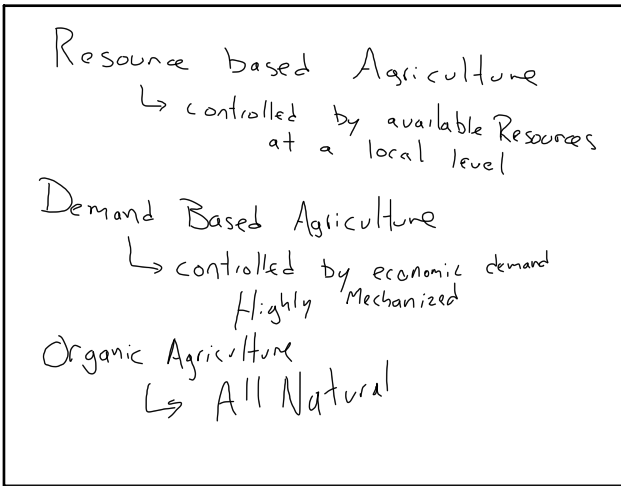 Resource based Agriculture
↳ controlled by available Resources
at a local level
Demand Based Agriculture
↳ controlled by economic demand
Highly Mechanized
Organic Agriculture
↳ All Natural